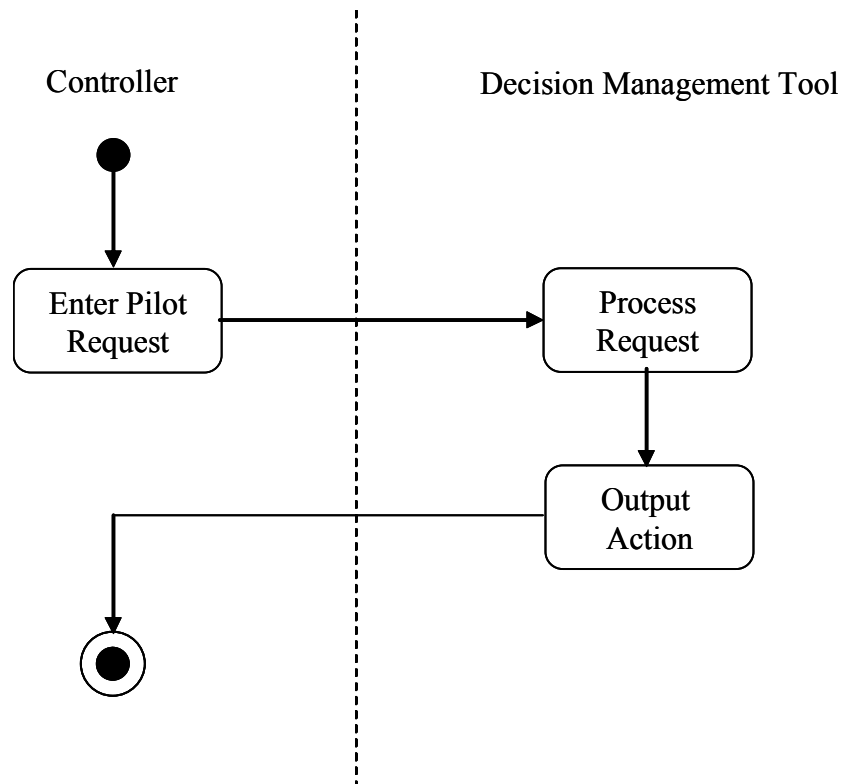 Controller
Decision Management Tool
Enter Pilot
Request
Process
Request
Output
Action